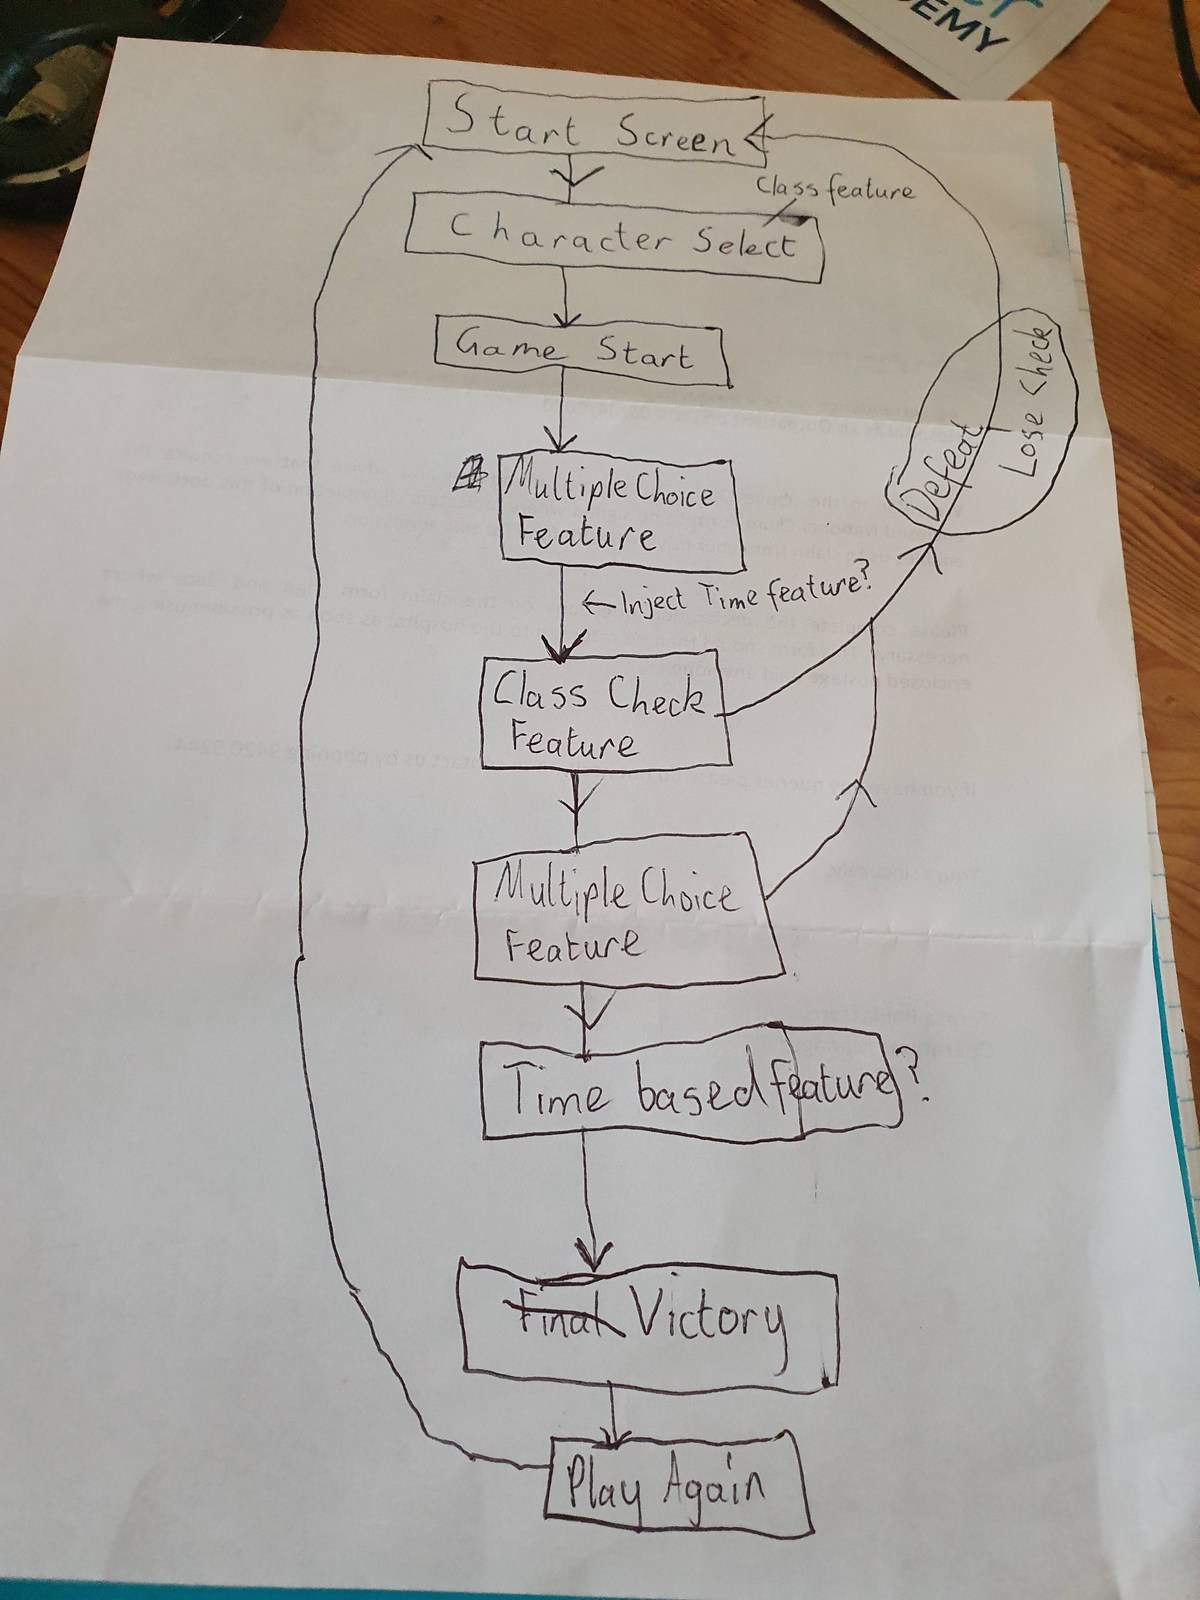 EMY
Start Screen
Class feature
Character Select
Game Start
Defeat
Lose Check
Multiple Choice
Feature
← Inject Time feature?
Class Check
Feature
Multiple Choice
Feature
Time based feature?
Final Victory
Play Again